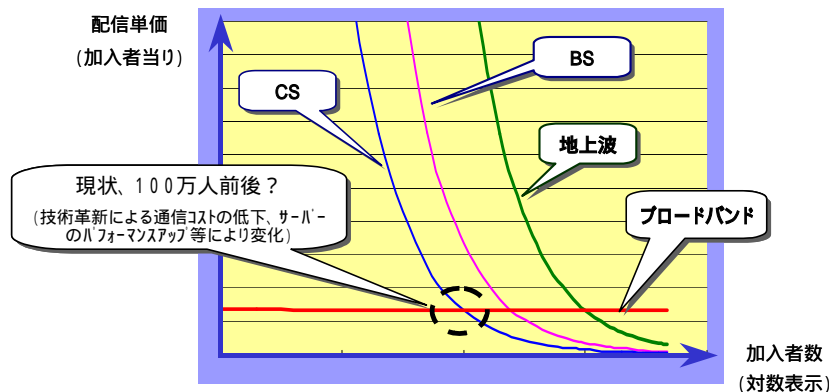 配信単価
(加入者当り)
BS
CS
地上波
現状、100万人前後?
(技術革新による通信コストの低下、サーバー
のパフォーマンスアップ等により変化)
ブロードバンド
加入者数
(対数表示)